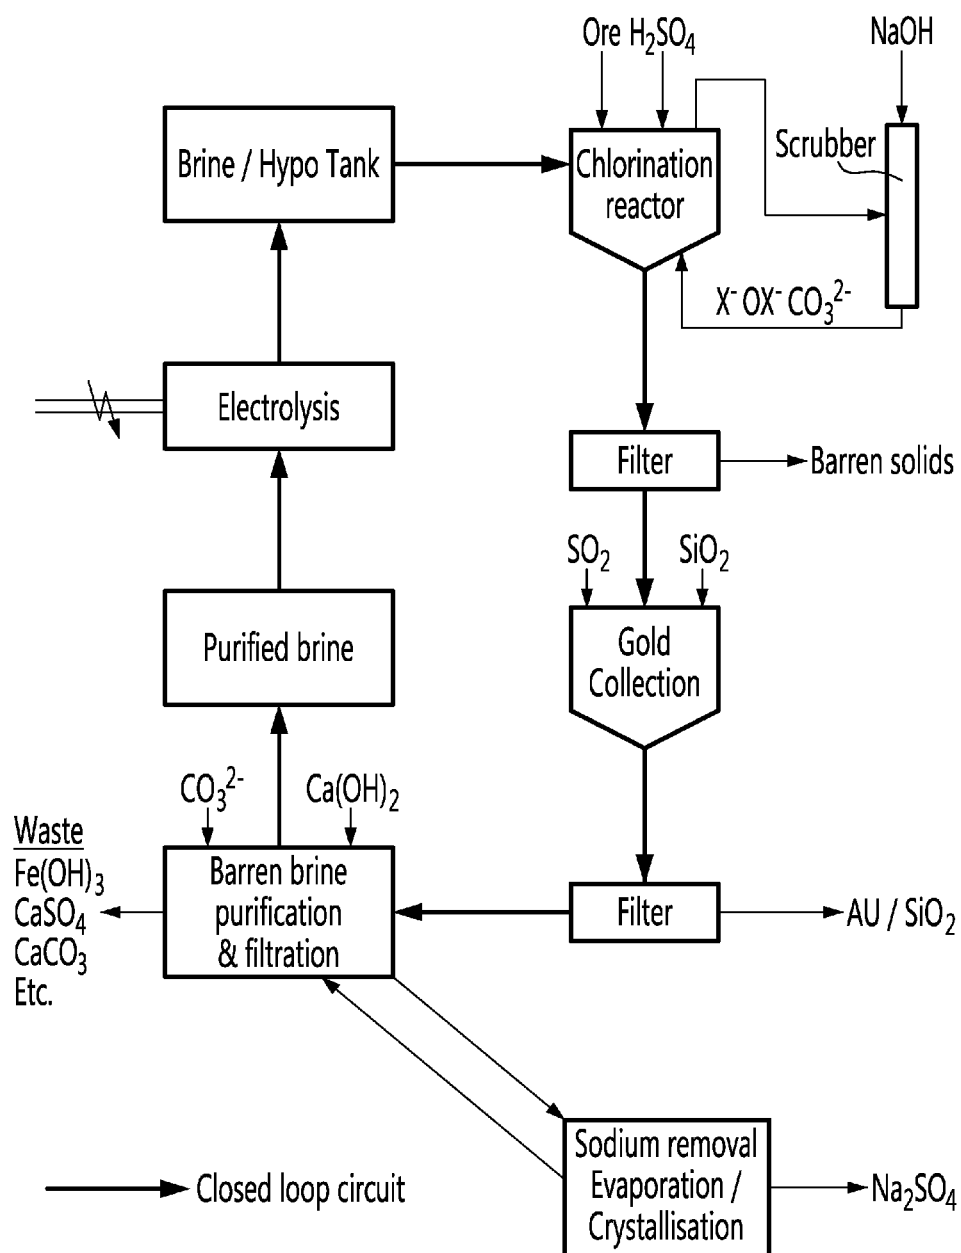 Ore H₂SO₄
NaOH
Brine / Hypo Tank
Chlorination
reactor
Scrubber
X⁻ OX⁻ CO₃²⁻
Electrolysis
Filter
Barren solids
SO₂
SiO₂
Purified brine
Gold
Collection
CO₃²⁻
Ca(OH)₂
Waste
Fe(OH)₃
CaSO₄
CaCO₃
Etc.
Barren brine
purification
& filtration
Filter
AU / SiO₂
Sodium removal
Evaporation /
Crystallisation
Na₂SO₄
Closed loop circuit